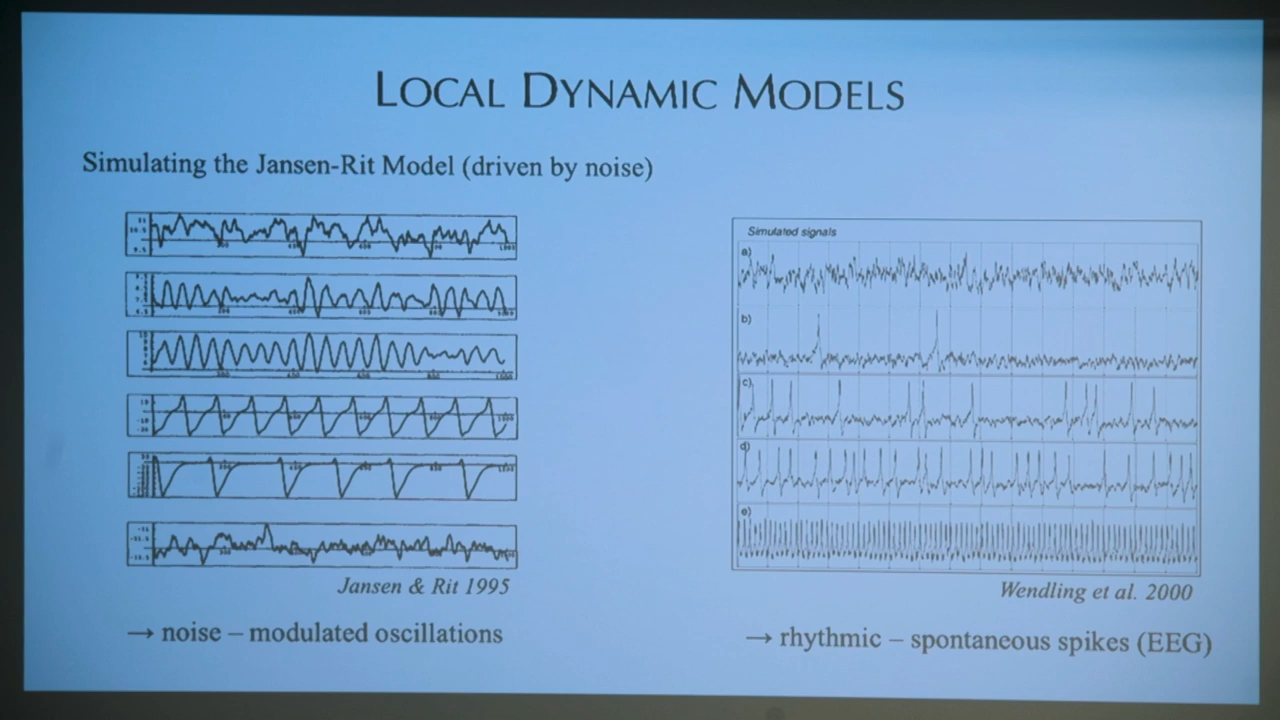 LOCAL DYNAMIC MODELS
Simulating the Jansen-Rit Model (driven by noise)
Jansen & Rit 1995
→ noise – modulated oscillations
Simulated signals
a)
b)
c)
d)
e)
Wendling et al. 2000
→ rhythmic – spontaneous spikes (EEG)